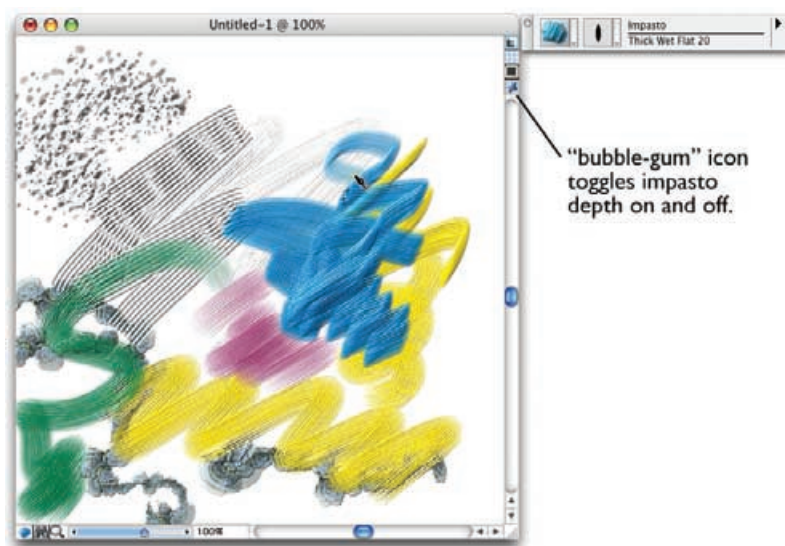 Untitled-1 @ 100%
Impasto
Thick Wet Flat 20
"bubble-gum" icon
toggles impasto
depth on and off.
100%